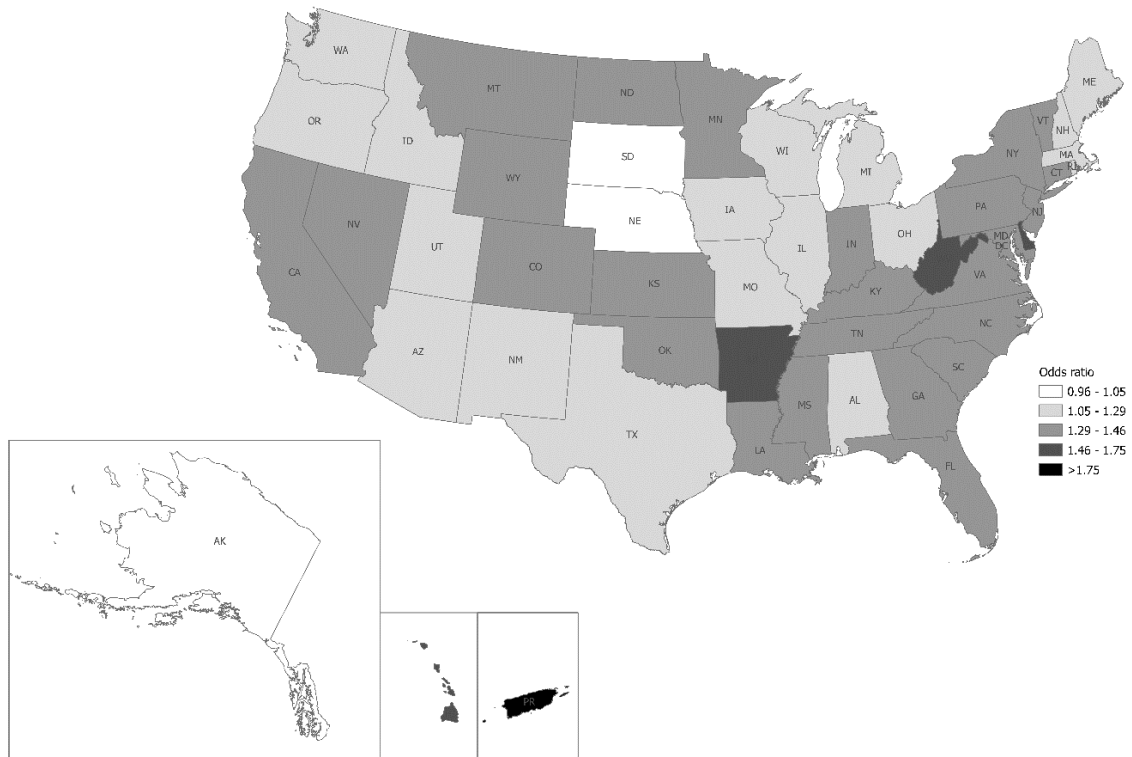 WA
ME
MT
ND
MN
VT
NH
OR
ID
WI
NY
MA
RI
CT
SD
MI
WY
PA
NJ
IA
NE
OH
MD
DC
NV
UT
IL
IN
CO
CA
VA
KS
MO
KY
NC
TN
AZ
NM
OK
SC
MS
AL
GA
TX
LA
FL
Odds ratio
0.96 - 1.05
1.05 - 1.29
1.29 - 1.46
1.46 - 1.75
>1.75
AK
PR